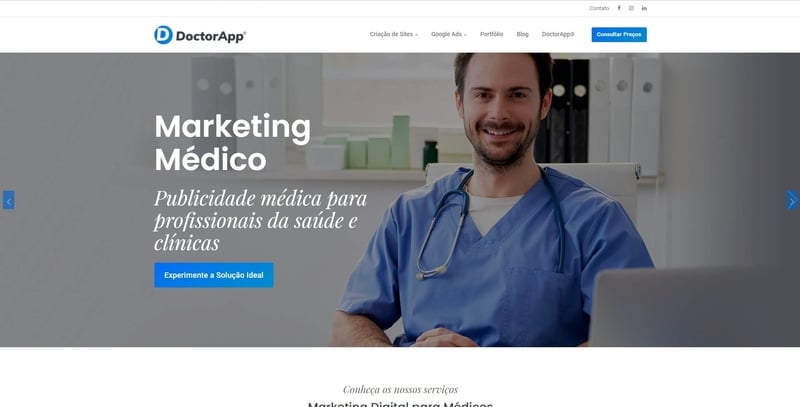 Contato
DoctorApp®
Criação de Sites
Google Ads
Portfólio
Blog
DoctorApp®
Consultar Preços
Marketing
Médico
Publicidade médica para
profissionais da saúde e
clínicas
Experimente a Solução Ideal
Conheça os nossos serviços
Marketing Digital para Médicos